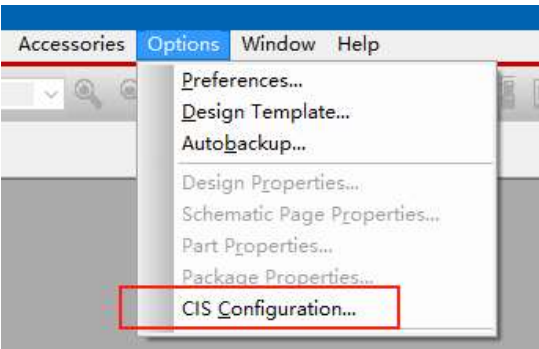 Accessories Options Window Help
Preferences...
Design Template...
Autobackup...
Design Properties...
Schematic Page Properties...
Part Properties...
Package Properties...
CIS Configuration...